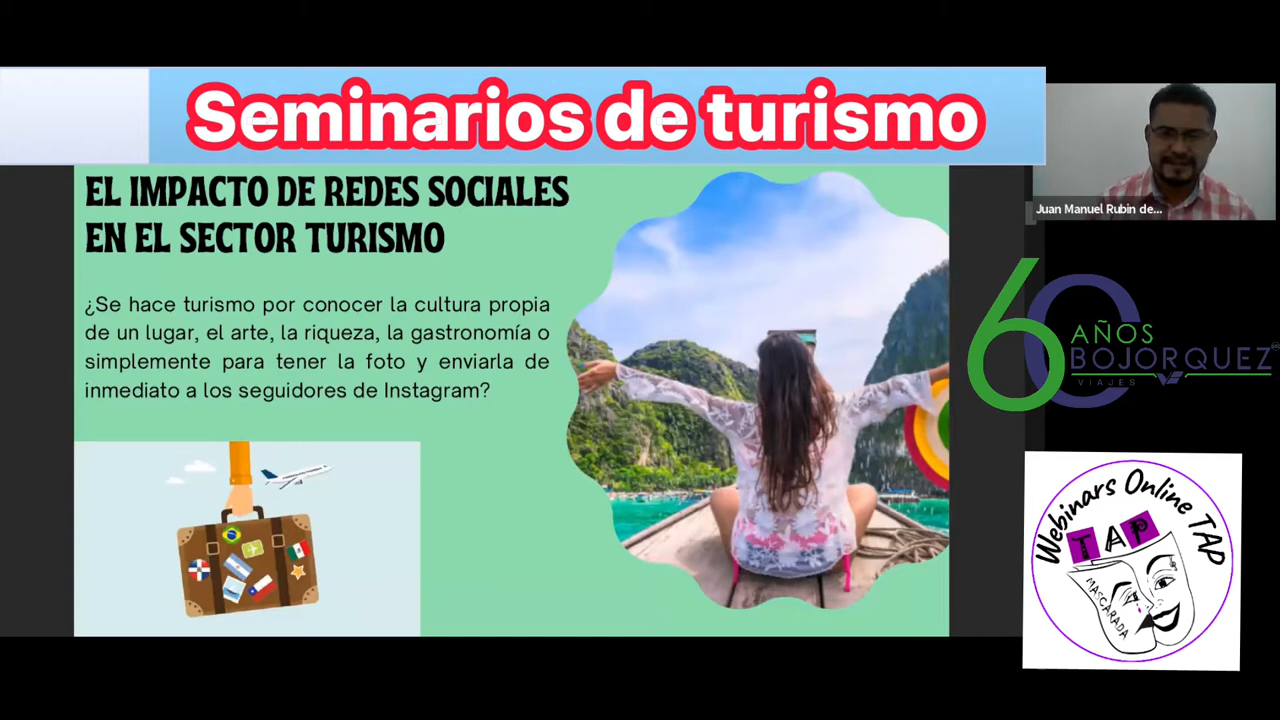 Seminarios de turismo
EL IMPACTO DE REDES SOCIALES
EN EL SECTOR TURISMO
¿Se hace turismo por conocer la cultura propia
de un lugar, el arte, la riqueza, la gastronomía o
simplemente para tener la foto y enviarla de
inmediato a los seguidores de Instagram?
Juan Manuel Rubin de...
60 AÑOS
BOJORQUEZ
VIAJES
Webinars Online TAP
TAP
MASCARADA